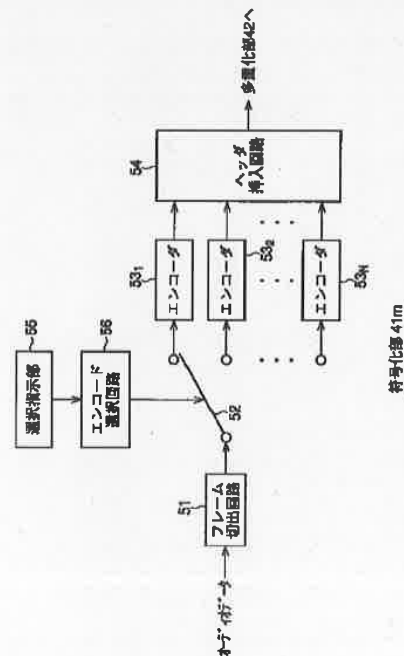 選択指示部
55
エンコード
選択回路
56
オーディオデータ
フレーム
切出回路
51
52
エンコーダ
53₁
エンコーダ
53₂
エンコーダ
53N
ヘッダ
挿入回路
54
多重化部42へ
符号化部 41m